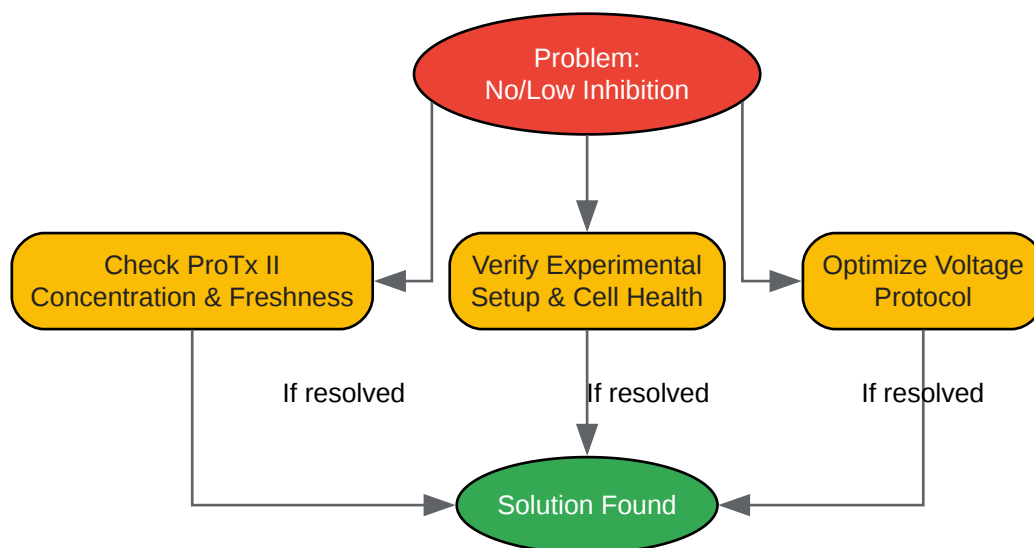 Problem:
No/Low Inhibition
Check ProTx II
Concentration & Freshness
Verify Experimental
Setup & Cell Health
Optimize Voltage
Protocol
If resolved
If resolved
If resolved
Solution Found